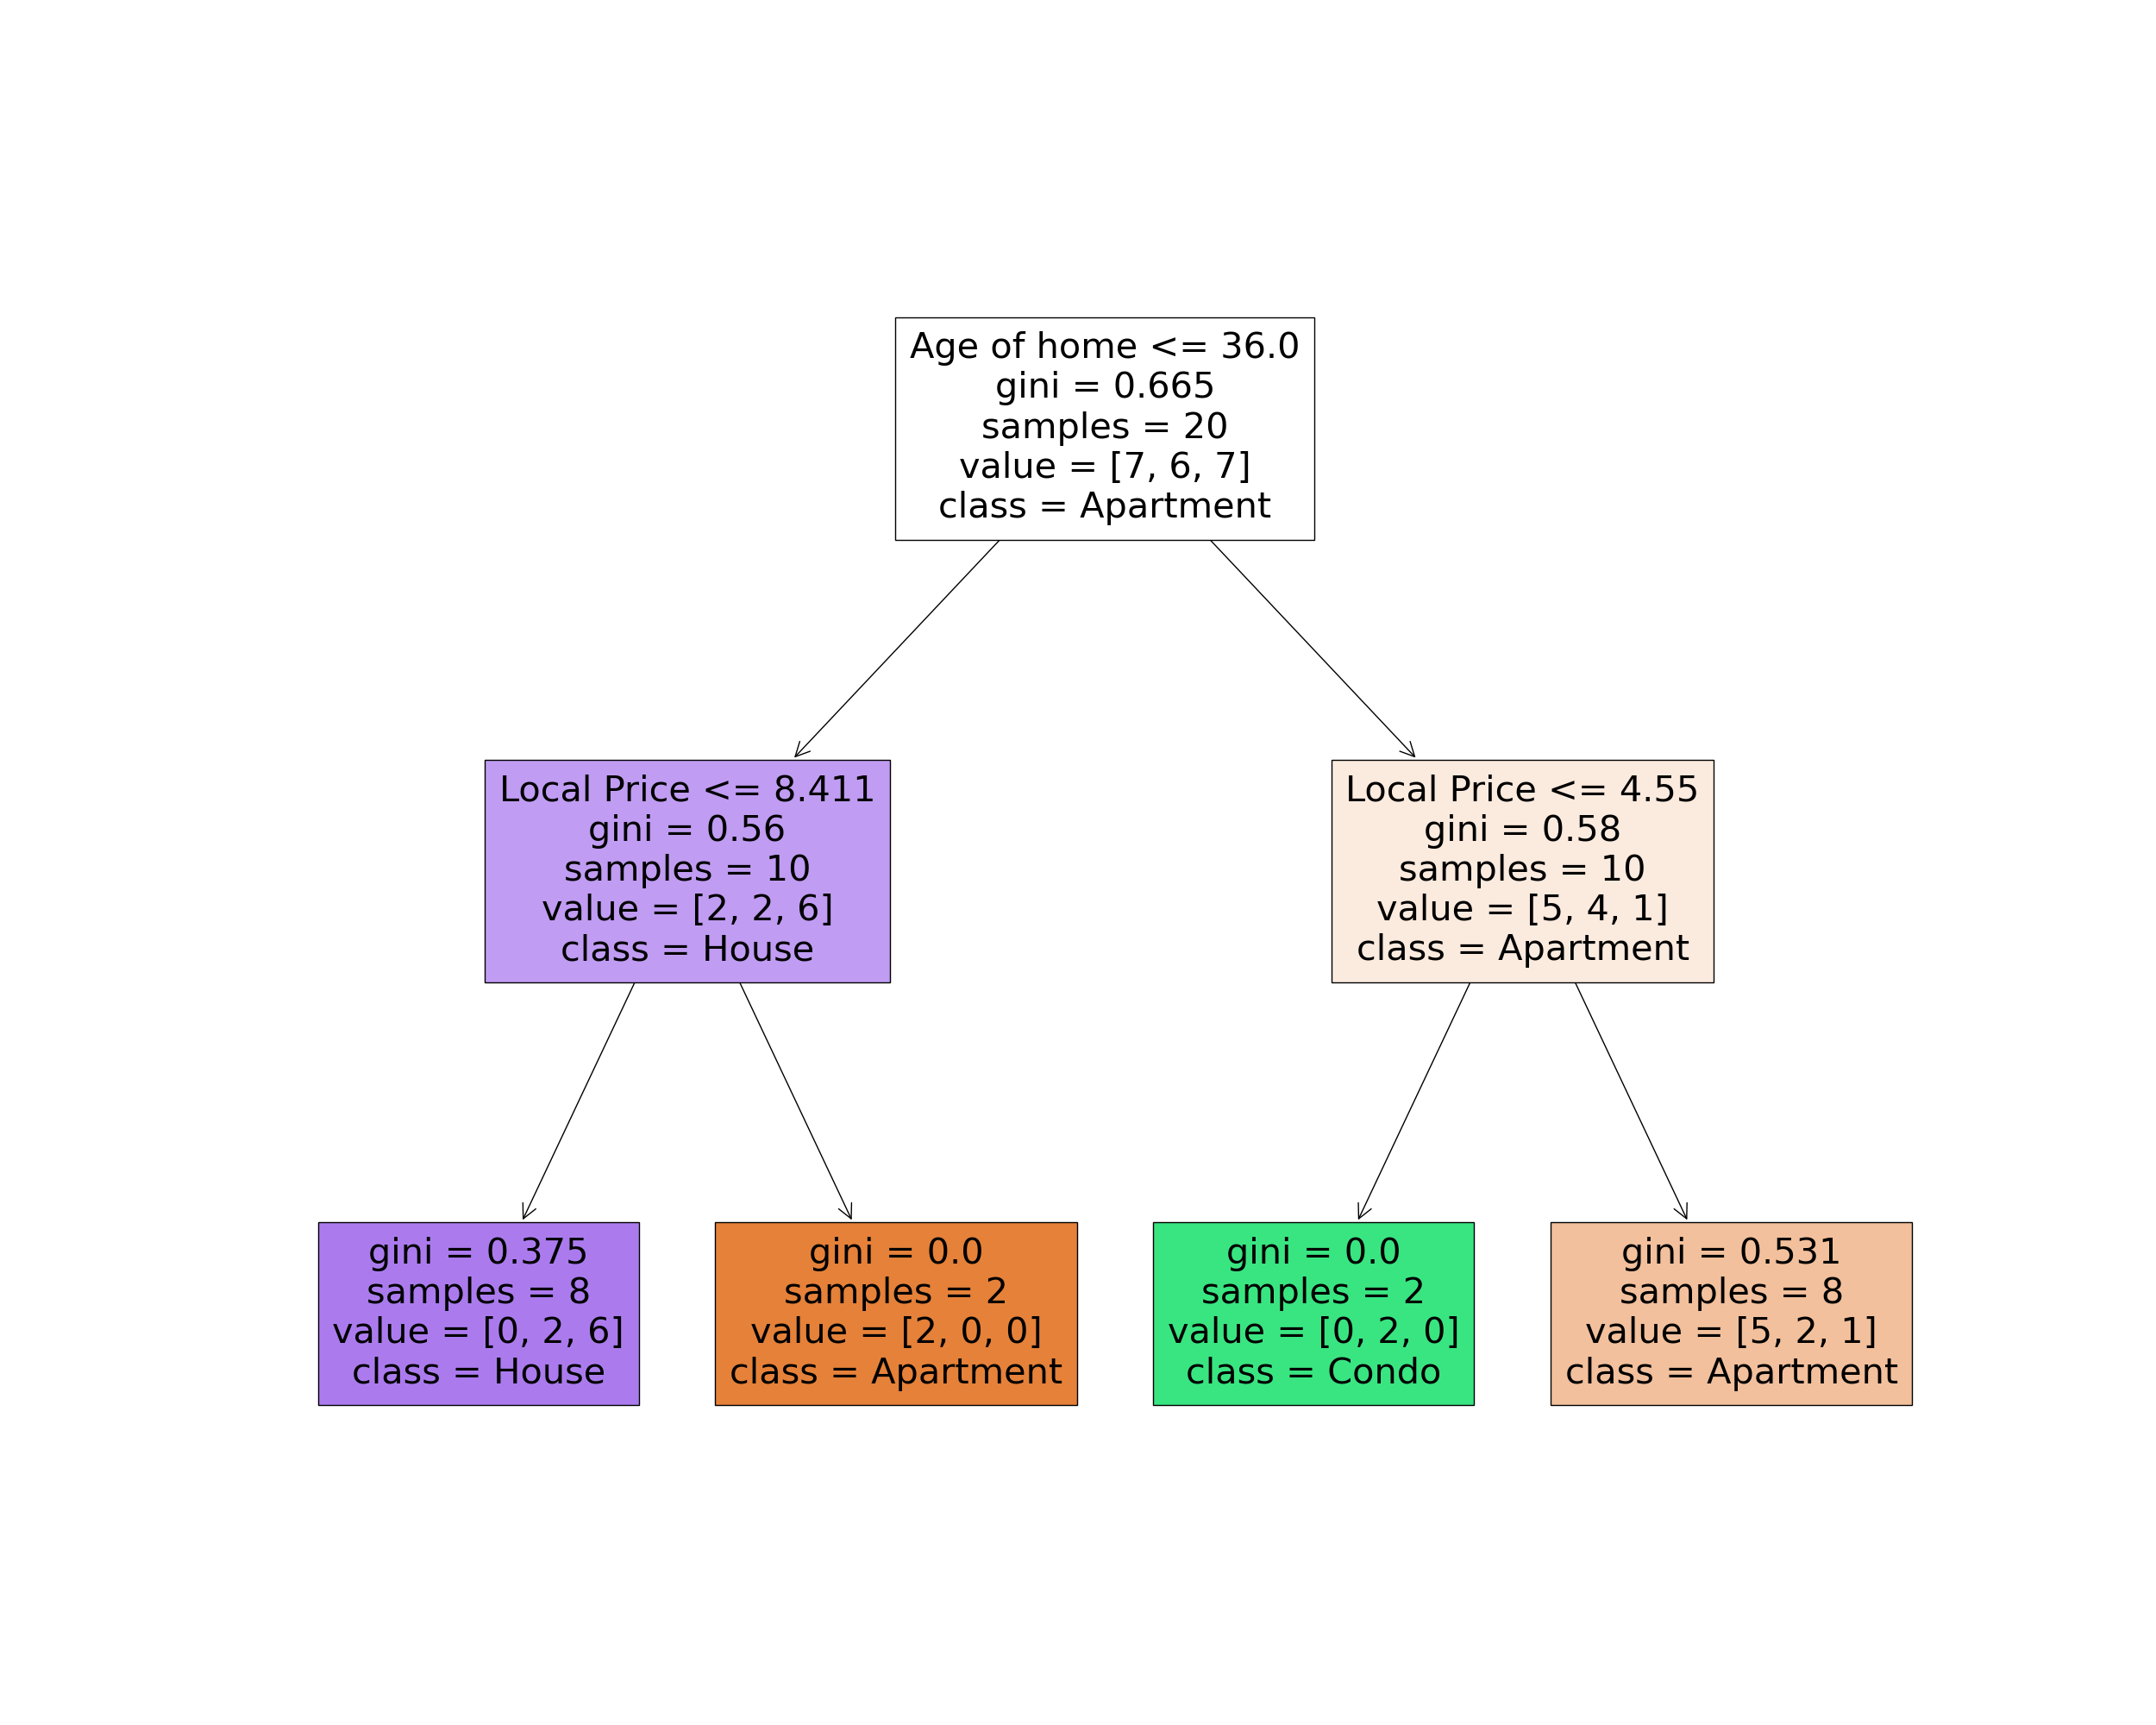 Age of home <= 36.0
gini = 0.665
samples = 20
value = [7, 6, 7]
class = Apartment
Local Price <= 8.411
gini = 0.56
samples = 10
value = [2, 2, 6]
class = House
Local Price <= 4.55
gini = 0.58
samples = 10
value = [5, 4, 1]
class = Apartment
gini = 0.375
samples = 8
value = [0, 2, 6]
class = House
gini = 0.0
samples = 2
value = [2, 0, 0]
class = Apartment
gini = 0.0
samples = 2
value = [0, 2, 0]
class = Condo
gini = 0.531
samples = 8
value = [5, 2, 1]
class = Apartment